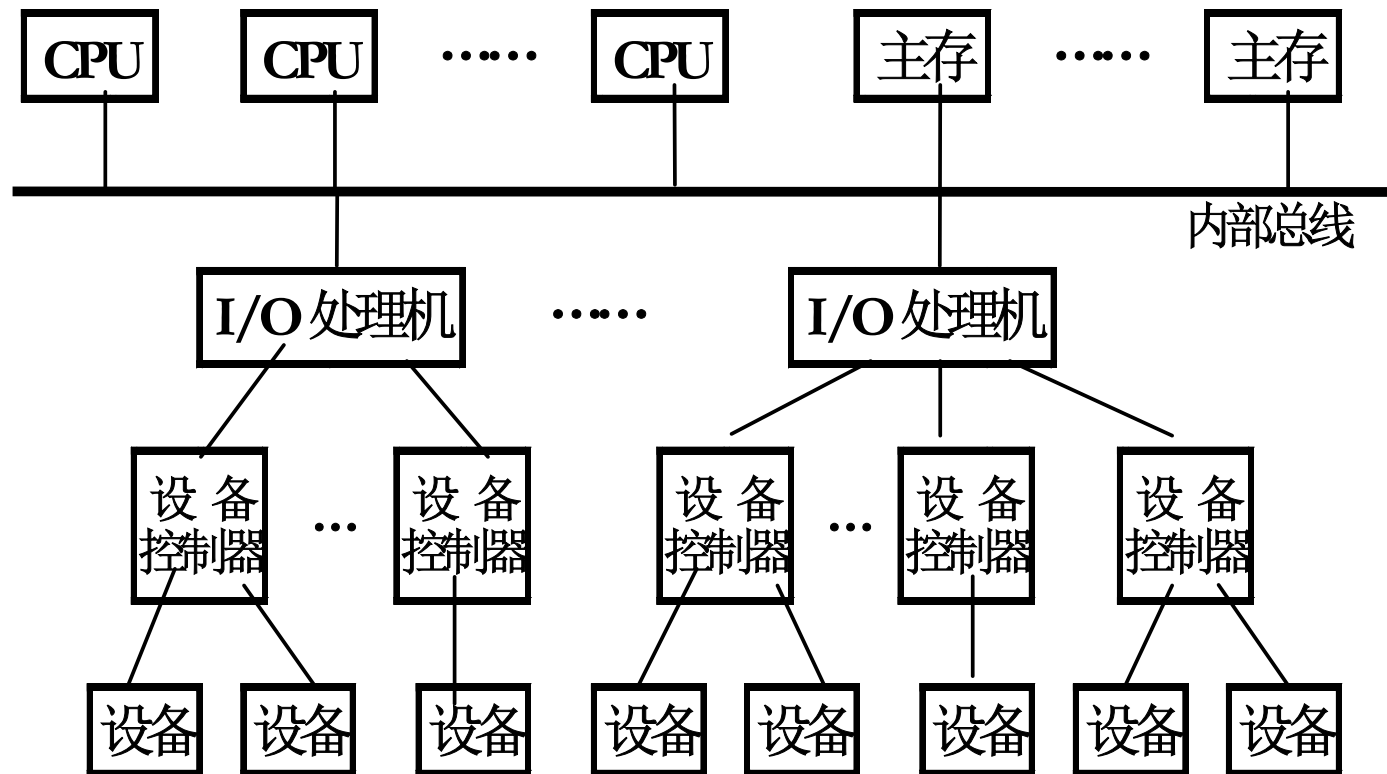 CPU CPU …… CPU 主存 …… 主存
内部总线
I/O 处理机 …… I/O 处理机
设 备 设 备 设 备 设 备 设 备
控制器 … 控制器 控制器 … 控制器 控制器
设备 设备 设备 设备 设备 设备 设备 设备